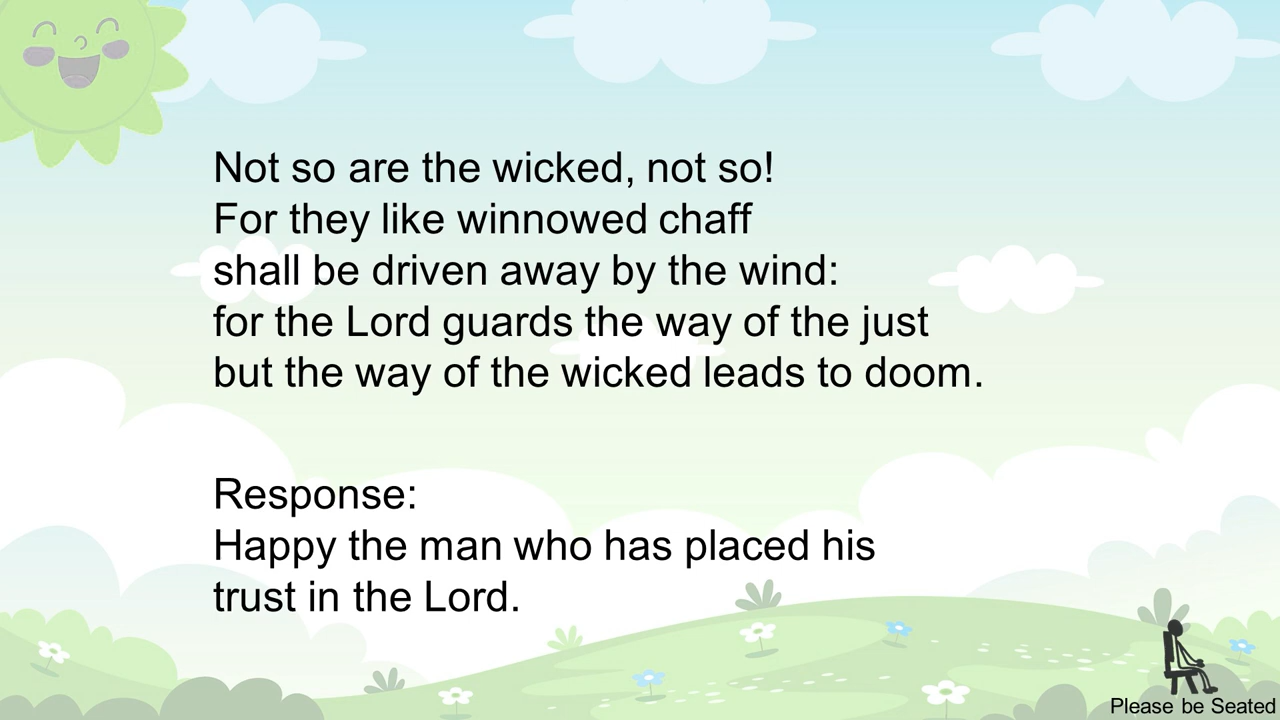 Not so are the wicked, not so!
For they like winnowed chaff
shall be driven away by the wind:
for the Lord guards the way of the just
but the way of the wicked leads to doom.
Response:
Happy the man who has placed his
trust in the Lord.
Please be Seated